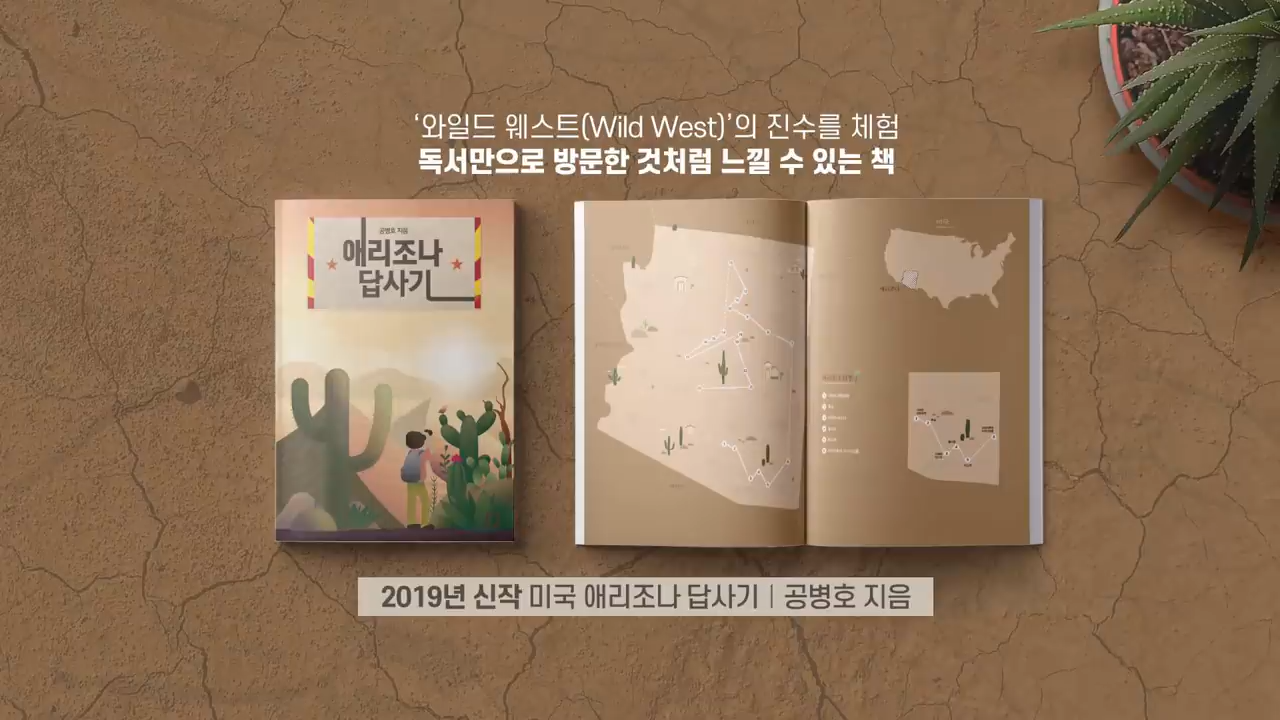 ‘와일드 웨스트(Wild West)’의 진수를 체험
독서만으로 방문한 것처럼 느낄 수 있는 책
공병호 지음
애리조나
답사기
2019년 신작 미국 애리조나 답사기 | 공병호 지음